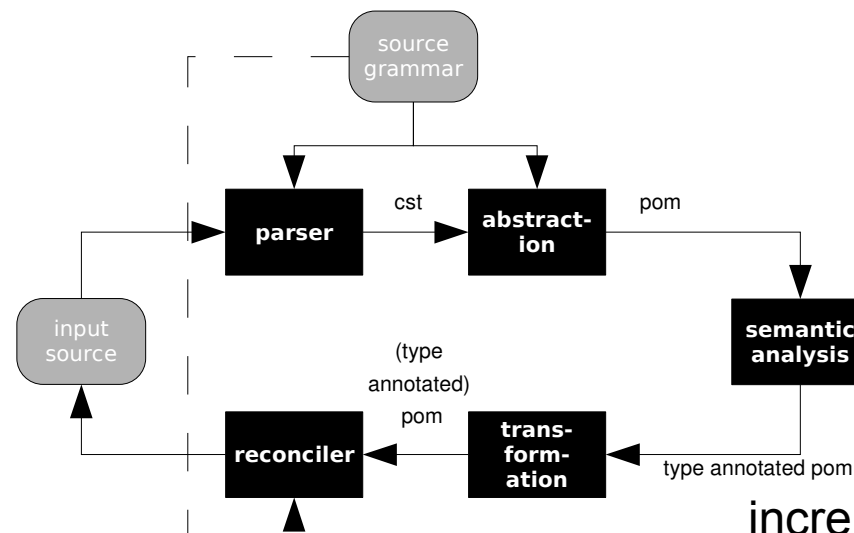 source
grammar
parser
cst
abstract-
ion
pom
input
source
semantic
analysis
(type
annotated)
pom
reconciler
trans-
form-
ation
type annotated pom
incre